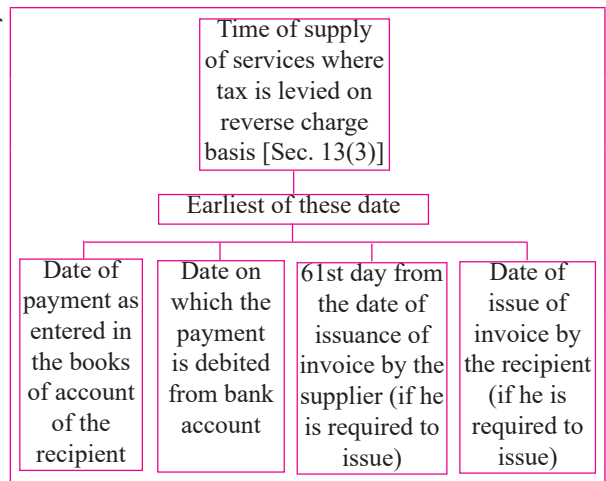 Time of supply
of services where
tax is levied on
reverse charge
basis [Sec. 13(3)]
Earliest of these date
Date of
payment as
entered in
the books
of account
of the
recipient
Date on
which the
payment
is debited
from bank
account
61st day from
the date of
issuance of
invoice by the
supplier (if he
is required to
issue)
Date of
issue of
invoice by
the recipient
(if he is
required to
issue)